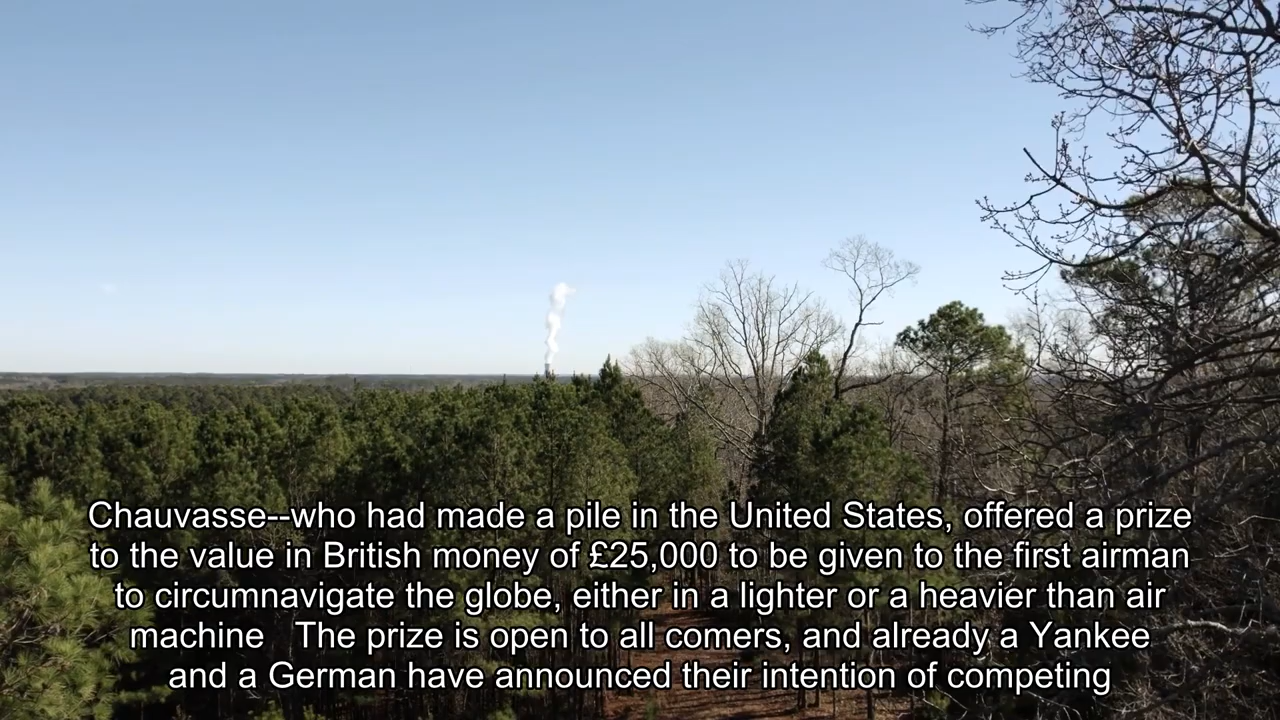 Chauvasse--who had made a pile in the United States, offered a prize
to the value in British money of £25,000 to be given to the first airman
to circumnavigate the globe, either in a lighter or a heavier than air
machine   The prize is open to all comers, and already a Yankee
and a German have announced their intention of competing